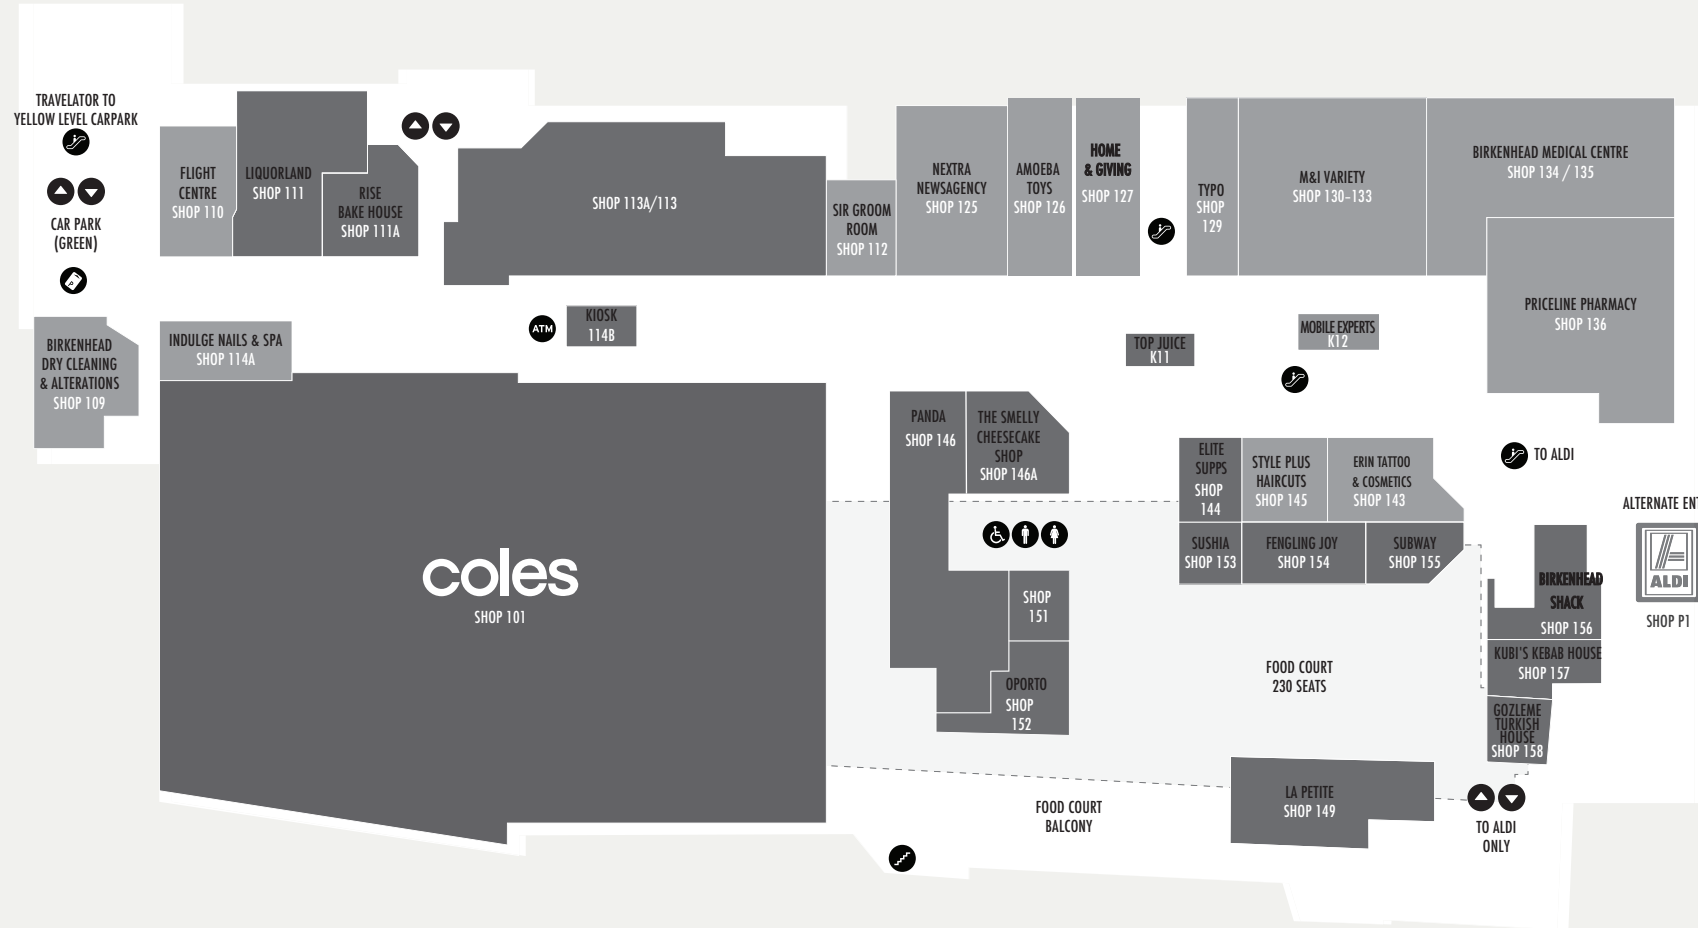 TRAVELATOR TO
YELLOW LEVEL CARPARK
CAR PARK
(GREEN)
BIRKENHEAD
DRY CLEANING
& ALTERATIONS
SHOP 109
FLIGHT
CENTRE
SHOP 110
LIQUORLAND
SHOP 111
RISE
BAKE HOUSE
SHOP 111A
SHOP 113A/113
SIR GROOM
ROOM
SHOP 112
NEXTRA
NEWSAGENCY
SHOP 125
AMOEBA
TOYS
SHOP 126
HOME
& GIVING
SHOP 127
TYPO
SHOP
129
M&I VARIETY
SHOP 130-133
BIRKENHEAD MEDICAL CENTRE
SHOP 134 / 135
PRICELINE PHARMACY
SHOP 136
INDULGE NAILS & SPA
SHOP 114A
ATM
KIOSK
114B
TOP JUICE
K11
MOBILE EXPERTS
K12
coles
SHOP 101
PANDA
SHOP 146
THE SMELLY
CHEESECAKE
SHOP
SHOP 146A
ELITE
SUPPS
SHOP
144
STYLE PLUS
HAIRCUTS
SHOP 145
ERIN TATTOO
& COSMETICS
SHOP 143
TO ALDI
SUSHIA
SHOP 153
FENGLING JOY
SHOP 154
SUBWAY
SHOP 155
ALTERNATE ENT
ALDI
SHOP P1
BIRKENHEAD
SHACK
SHOP 156
KUBI'S KEBAB HOUSE
SHOP 157
GOZLEME
TURKISH
HOUSE
SHOP 158
SHOP
151
OPORTO
SHOP
152
FOOD COURT
230 SEATS
LA PETITE
SHOP 149
FOOD COURT
BALCONY
TO ALDI
ONLY